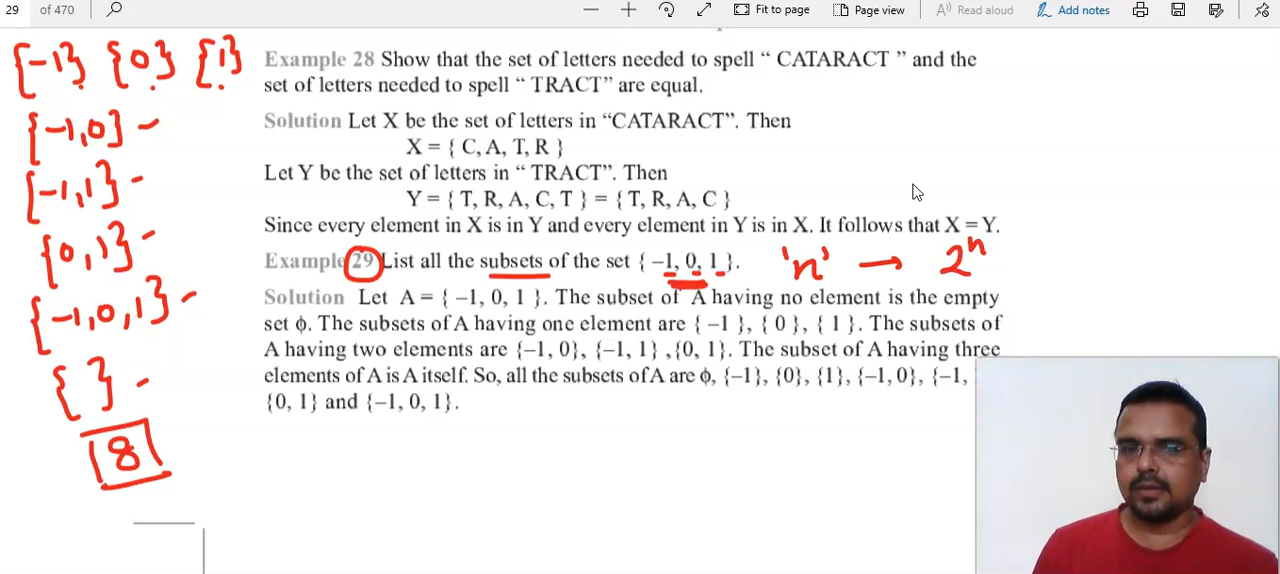 29 of 470
Fit to page
Page view
Read aloud
Add notes
{-1} {0} {1}
{-1,0} -
{-1,1} -
{0,1} -
{-1,0,1} -
{ } -
8
Example 28 Show that the set of letters needed to spell “ CATARACT ” and the
set of letters needed to spell “ TRACT” are equal.
Solution Let X be the set of letters in “CATARACT”. Then
X = { C, A, T, R }
Let Y be the set of letters in “ TRACT”. Then
Y = { T, R, A, C, T } = { T, R, A, C }
Since every element in X is in Y and every element in Y is in X. It follows that X = Y.
Example 29 List all the subsets of the set { –1, 0, 1 }. 'n' → 2ⁿ
Solution Let A = { –1, 0, 1 }. The subset of A having no element is the empty
set ϕ. The subsets of A having one element are { –1 }, { 0 }, { 1 }. The subsets of
A having two elements are {–1, 0}, {–1, 1} ,{0, 1}. The subset of A having three
elements of A is A itself. So, all the subsets of A are ϕ, {–1}, {0}, {1}, {–1, 0}, {–1,
{0, 1} and {–1, 0, 1}.